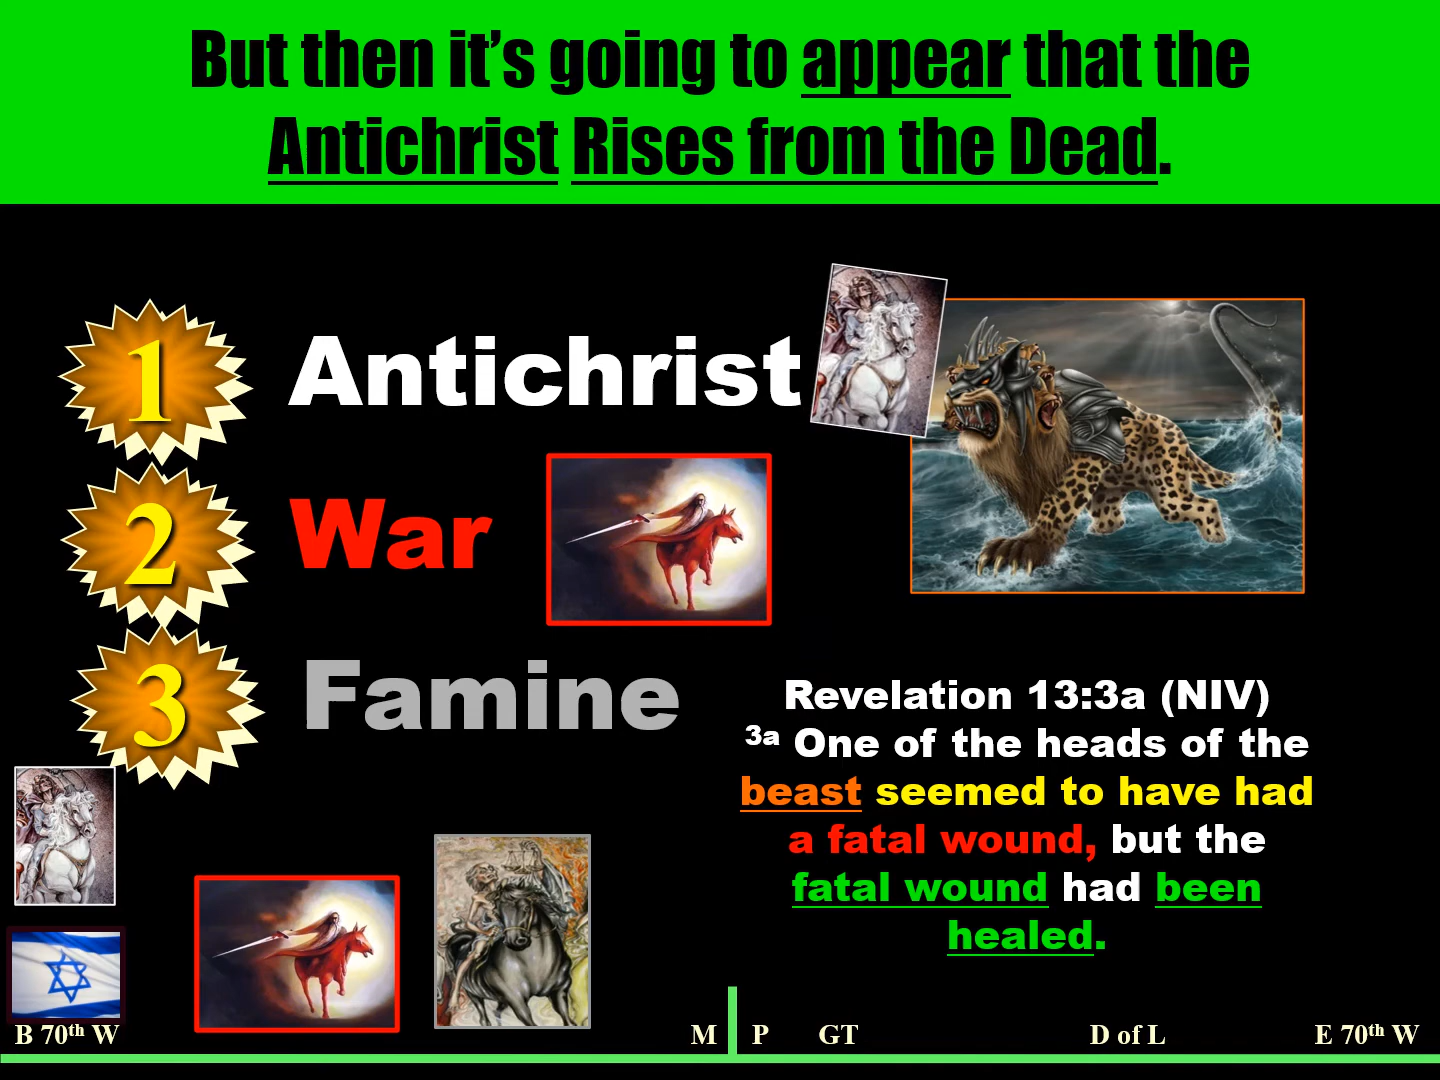 But then it’s going to appear that the
Antichrist Rises from the Dead.
1
Antichrist
2
War
3
Famine
Revelation 13:3a (NIV)
3a One of the heads of the
beast seemed to have had
a fatal wound, but the
fatal wound had been
healed.
B 70th W
M
P
GT
D of L
E 70th W